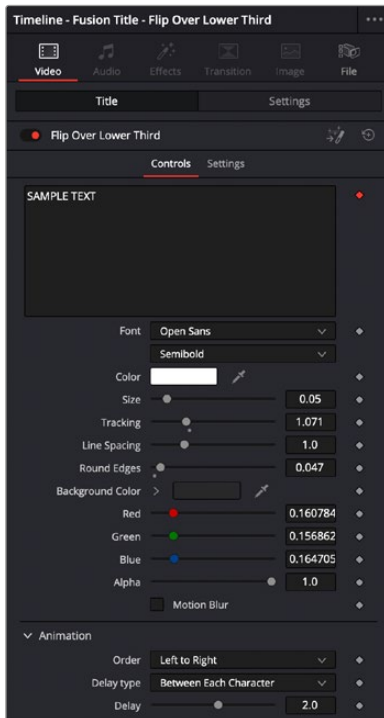 Timeline - Fusion Title - Flip Over Lower Third
Video Audio Effects Transition Image File
Title Settings
Flip Over Lower Third
Controls Settings
SAMPLE TEXT
Font Open Sans
Semibold
Color
Size 0.05
Tracking 1.071
Line Spacing 1.0
Round Edges 0.047
Background Color
Red 0.160784
Green 0.156862
Blue 0.164705
Alpha 1.0
Motion Blur
Animation
Order Left to Right
Delay type Between Each Character
Delay 2.0